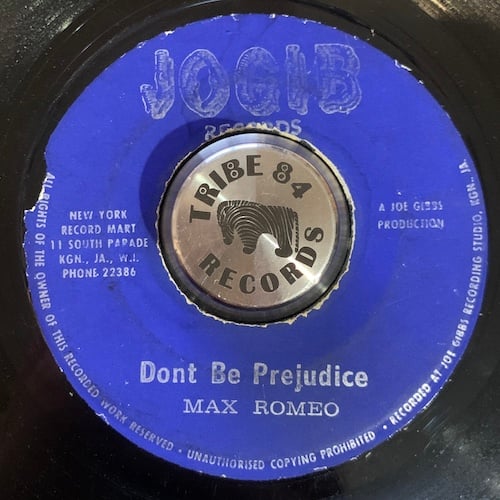 JOGIB
RECORDS
TRIBE 84
RECORDS
NEW YORK
RECORD MART
11 SOUTH PARADE
KGN., JA., W.I.
PHONE 22386
A JOE GIBBS
PRODUCTION
Dont Be Prejudice
MAX ROMEO
ALL RIGHTS OF THE OWNER OF THIS RECORDED WORK RESERVED · UNAUTHORISED COPYING PROHIBITED · RECORDED AT JOE GIBBS RECORDING STUDIO, KGN., JA.